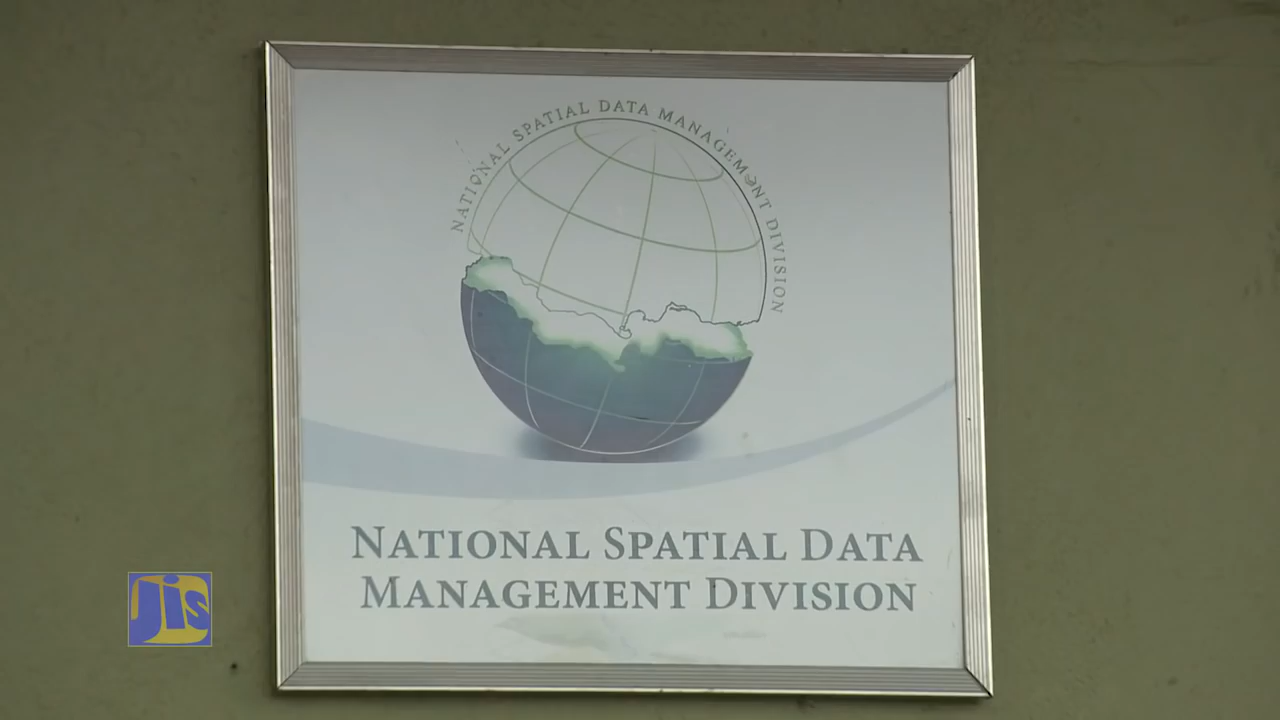 NATIONAL SPATIAL DATA MANAGEMENT DIVISION
NATIONAL SPATIAL DATA
MANAGEMENT DIVISION
JIS